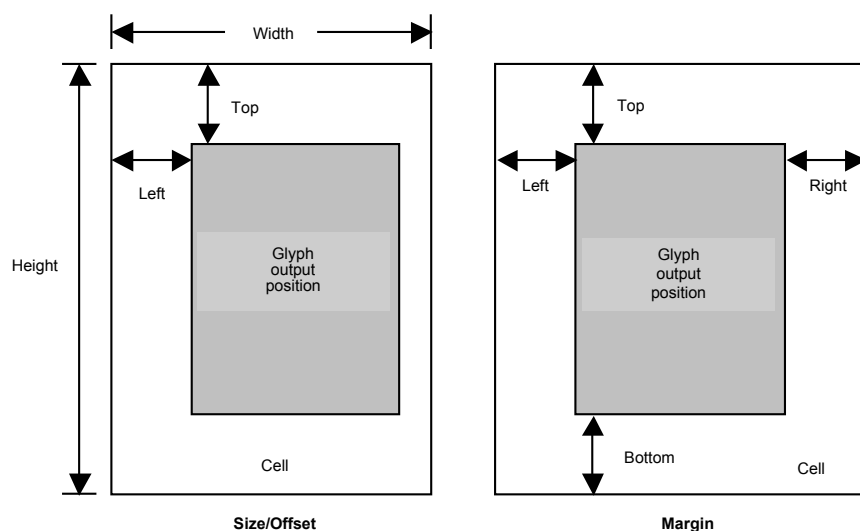 Width
Top
Left
Height
Glyph
output
position
Cell
Size/Offset
Top
Left
Right
Glyph
output
position
Bottom
Cell
Margin